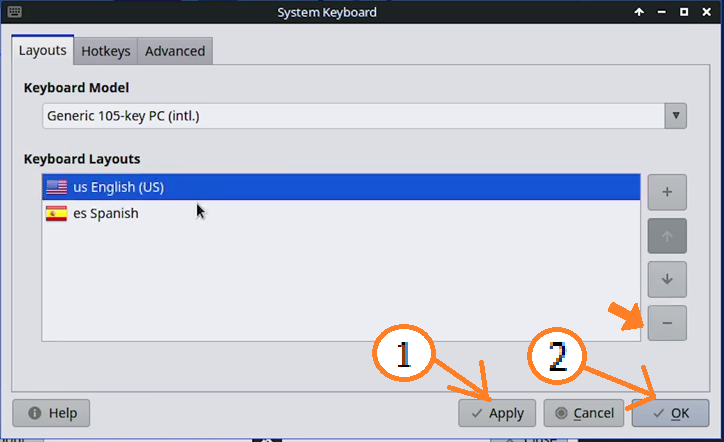 System Keyboard
Layouts Hotkeys Advanced
Keyboard Model
Generic 105-key PC (intl.)
Keyboard Layouts
us English (US)
es Spanish
1
2
Help Apply Cancel OK